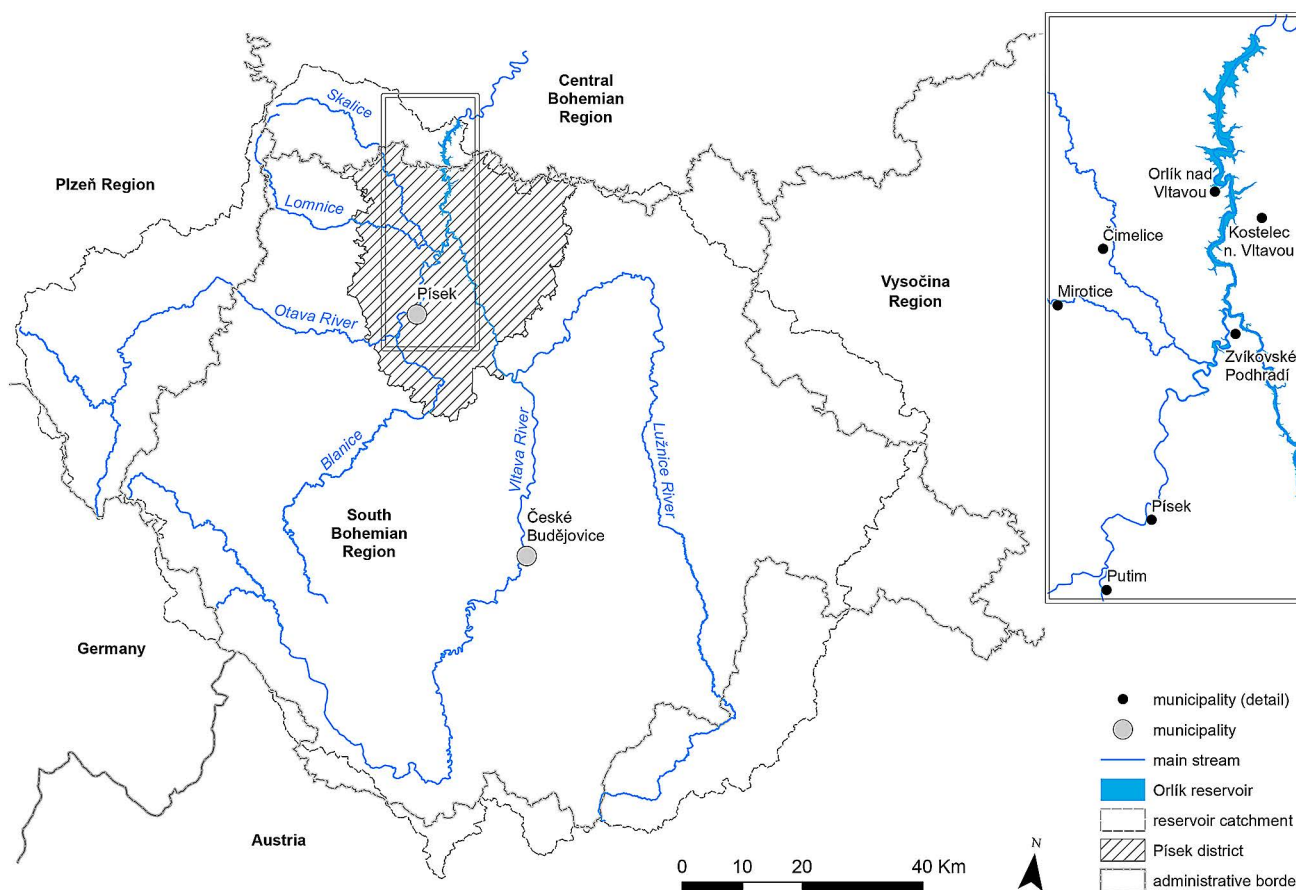 Skalice
Central
Bohemian
Region
Plzeň Region
Lomnice
Písek
Otava River
Vysočina
Region
Blanice
Vltava River
Lužnice River
South
Bohemian
Region
České
Budějovice
Germany
Austria
Orlík nad
Vltavou
Kostelec
n. Vltavou
Čimelice
Mirotice
Zvíkovské
Podhradí
Písek
Putim
municipality (detail)
municipality
main stream
Orlík reservoir
reservoir catchment
Písek district
administrative borde
N
0 10 20 40 Km